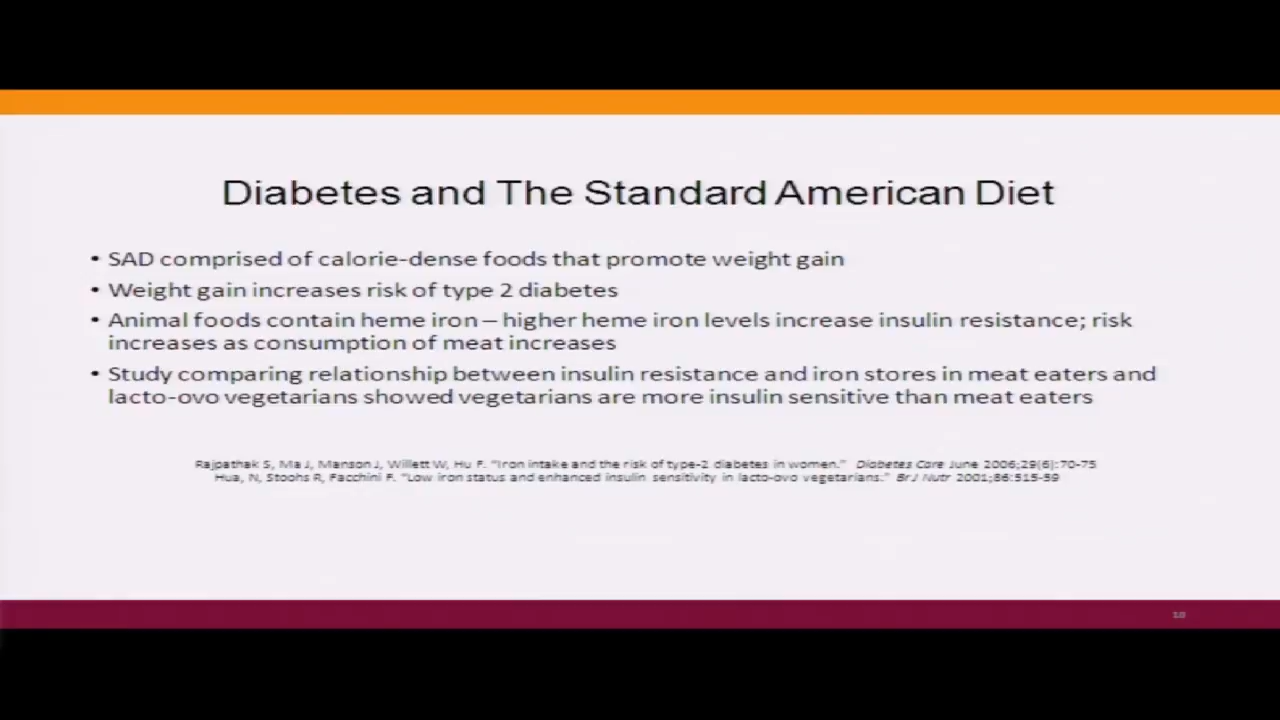 Diabetes and The Standard American Diet
• SAD comprised of calorie-dense foods that promote weight gain
• Weight gain increases risk of type 2 diabetes
• Animal foods contain heme iron – higher heme iron levels increase insulin resistance; risk
increases as consumption of meat increases
• Study comparing relationship between insulin resistance and iron stores in meat eaters and
lacto-ovo vegetarians showed vegetarians are more insulin sensitive than meat eaters
Rajpathak S, Ma J, Manson J, Willett W, Hu F. "Iron intake and the risk of type-2 diabetes in women." Diabetes Care June 2006;29(6):70-75
Hua, N, Stoohs R, Facchini F. "Low iron status and enhanced insulin sensitivity in lacto-ovo vegetarians." Br J Nutr 2001;86:515-59